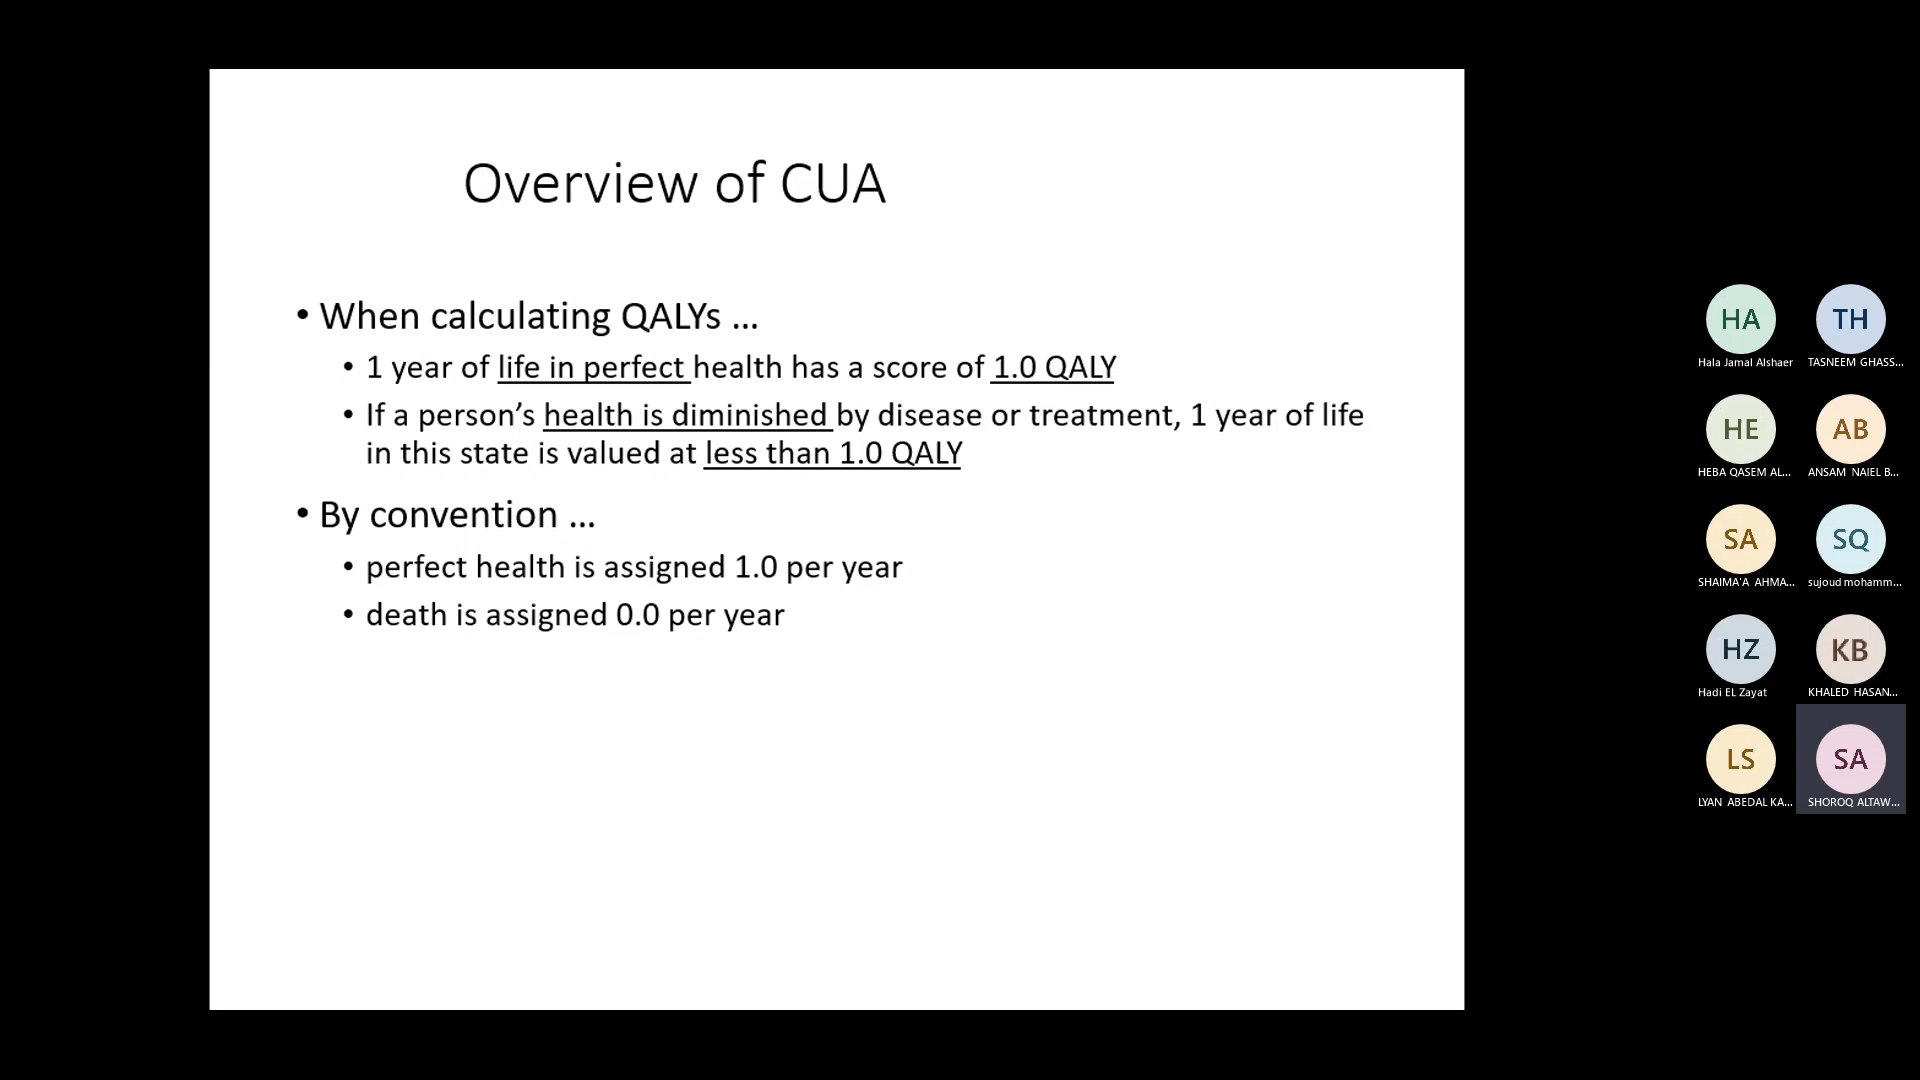 Overview of CUA
• When calculating QALYs ...
• 1 year of life in perfect health has a score of 1.0 QALY
• If a person’s health is diminished by disease or treatment, 1 year of life
in this state is valued at less than 1.0 QALY
• By convention ...
• perfect health is assigned 1.0 per year
• death is assigned 0.0 per year
HA TH
Hala Jamal Alshaer TASNEEM GHASS...
HE AB
HEBA QASEM AL... ANSAM NAIEL B...
SA SQ
SHAIMA'A AHMA... sujoud mohamm...
HZ KB
Hadi EL Zayat KHALED HASAN...
LS SA
LYAN ABEDAL KA... SHOROQ ALTAW...